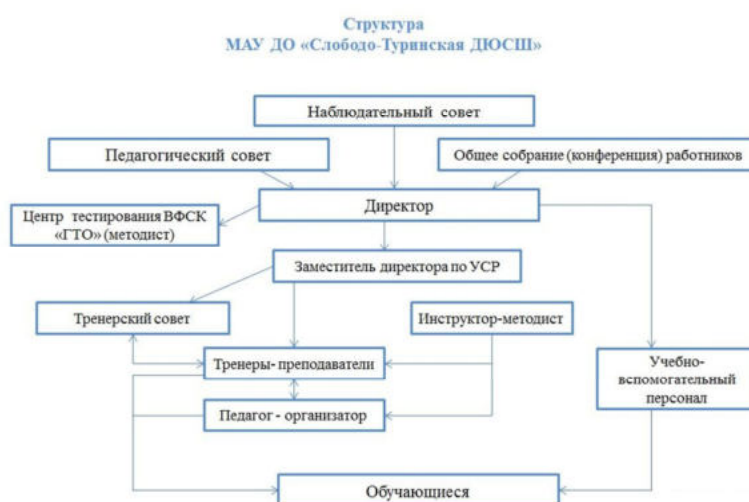 Структура
МАУ ДО «Слободо-Туринская ДЮСШ»
Наблюдательный совет
Педагогический совет
Общее собрание (конференция) работников
Директор
Центр тестирования ВФСК
«ГТО» (методист)
Заместитель директора по УСР
Тренерский совет
Инструктор-методист
Тренеры- преподаватели
Учебно-
вспомогательный
персонал
Педагог - организатор
Обучающиеся